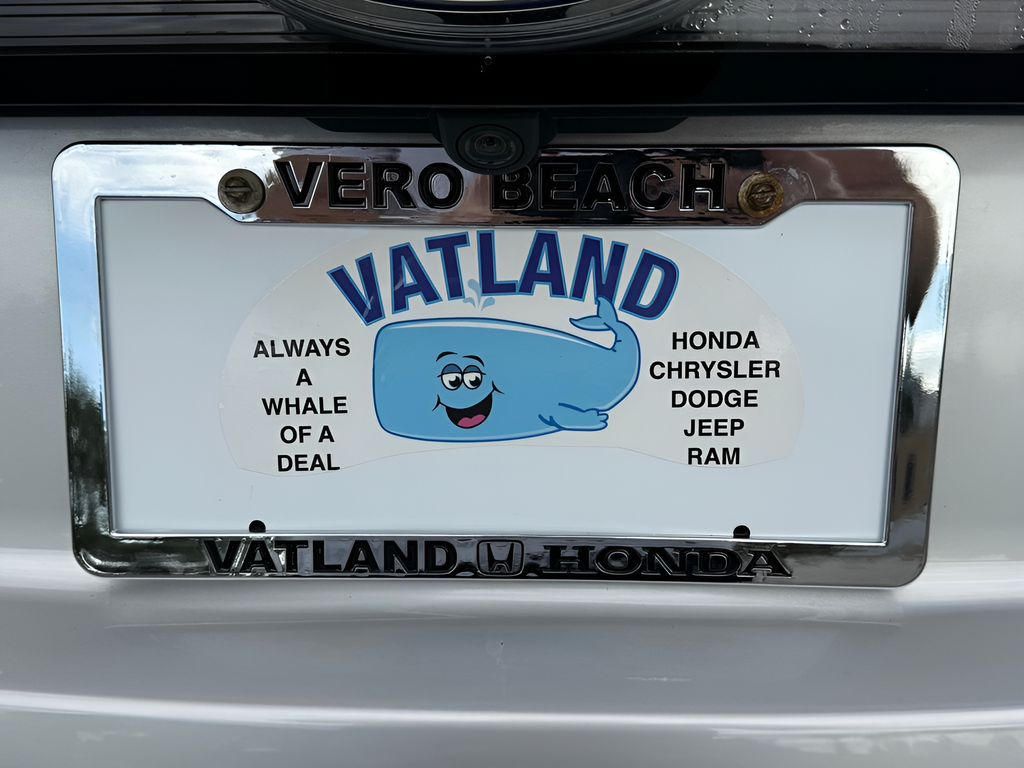 VERO BEACH
VATLAND
ALWAYS
A
WHALE
OF A
DEAL
HONDA
CHRYSLER
DODGE
JEEP
RAM
VATLAND HONDA